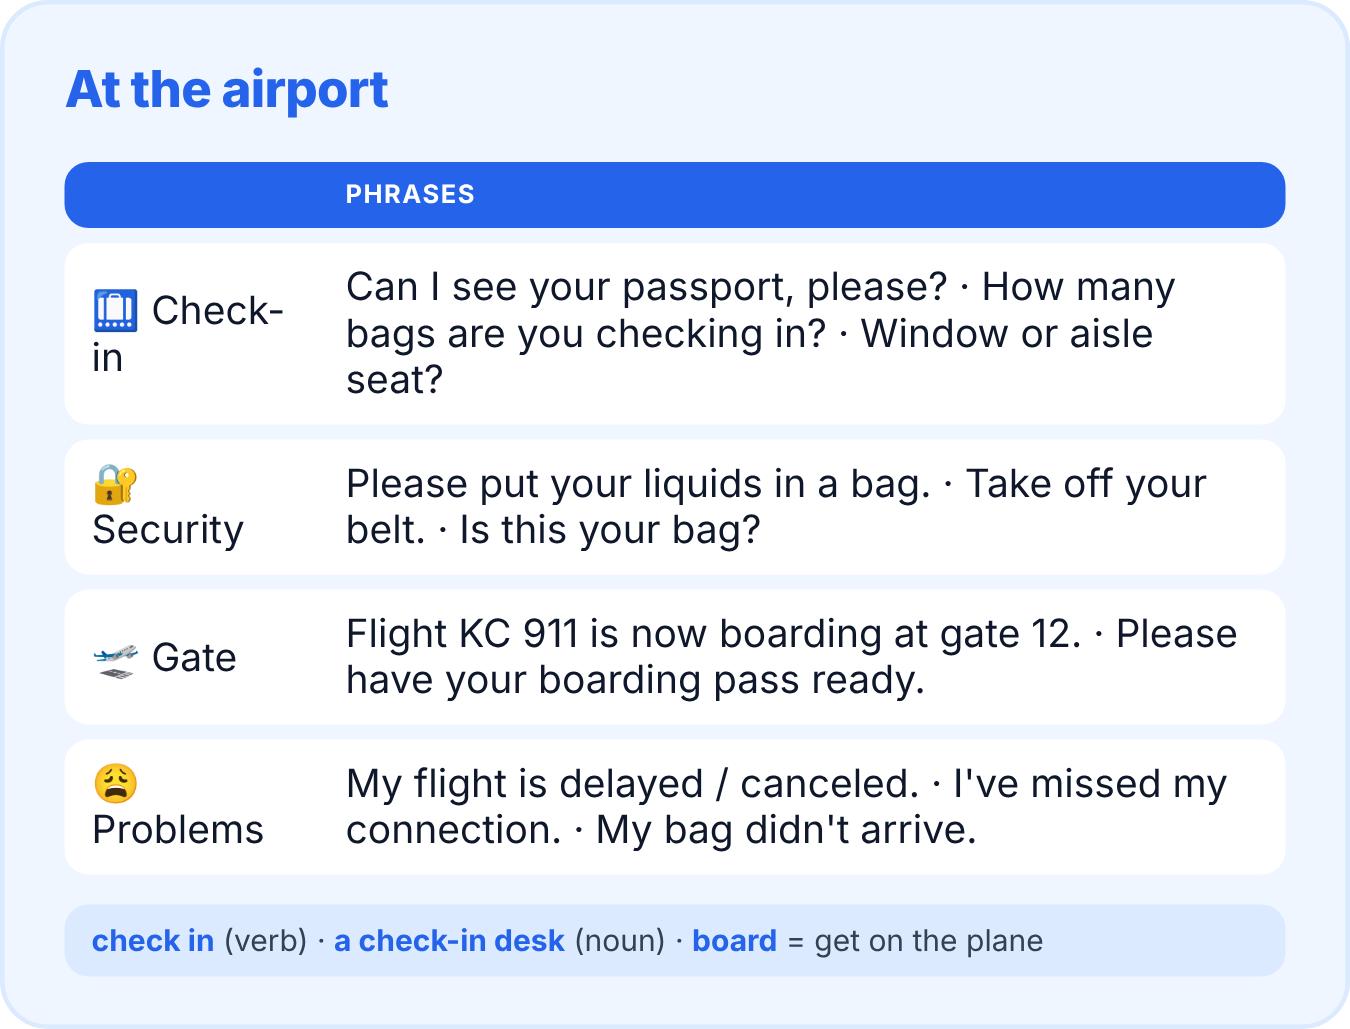 At the airport
PHRASES
🛅 Check-
in
Can I see your passport, please? · How many
bags are you checking in? · Window or aisle
seat?
🔐
Security
Please put your liquids in a bag. · Take off your
belt. · Is this your bag?
🛫 Gate
Flight KC 911 is now boarding at gate 12. · Please
have your boarding pass ready.
😩
Problems
My flight is delayed / canceled. · I've missed my
connection. · My bag didn't arrive.
check in (verb) · a check-in desk (noun) · board = get on the plane